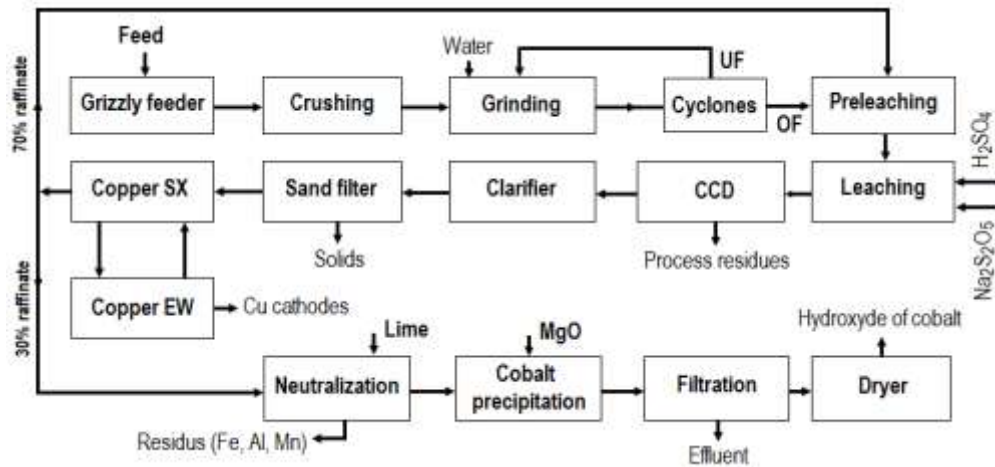 Feed
Water
UF
Grizzly feeder
Crushing
Grinding
Cyclones
OF
Preleaching
70% raffinate
H2SO4
Copper SX
Sand filter
Clarifier
CCD
Leaching
Na2S2O5
Solids
Process residues
Copper EW
Cu cathodes
30% raffinate
Lime
MgO
Hydroxyde of cobalt
Neutralization
Cobalt
precipitation
Filtration
Dryer
Residus (Fe, Al, Mn)
Effluent